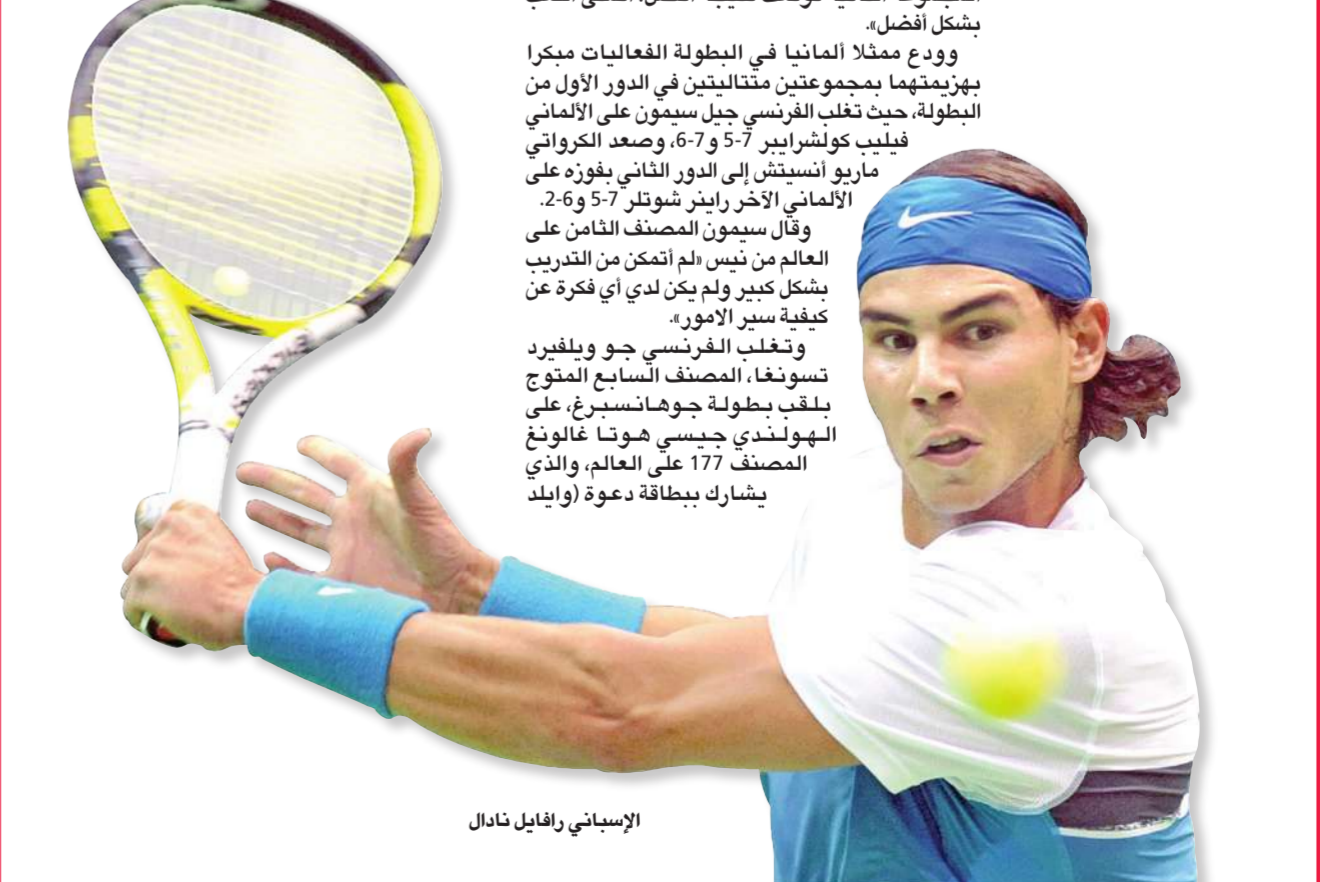 بشكل أفضل».
وودع ممثلا ألمانيا في البطولة الفعاليات مبكرا
بهزيمتهما بمجموعتين متتاليتين في الدور الأول من
البطولة، حيث تغلب الفرنسي جيل سيمون على الألماني
فيليب كولشرايبر 7-5 و7-6، وصعد الكرواتي
ماريو أنسيتش إلى الدور الثاني بفوزه على
الألماني الآخر راينر شوتلر 7-5 و6-2.
وقال سيمون المصنف الثامن على
العالم من نيس «لم أتمكن من التدريب
بشكل كبير ولم يكن لدي أي فكرة عن
كيفية سير الامور».
وتغلب الفرنسي جو ويلفيرد
تسونغا، المصنف السابع المتوج
بلقب بطولة جوهانسبرغ، على
الهولندي جيسي هوتا غالونغ
المصنف 177 على العالم، والذي
يشارك ببطاقة دعوة (وايلد
الإسباني رافايل نادال